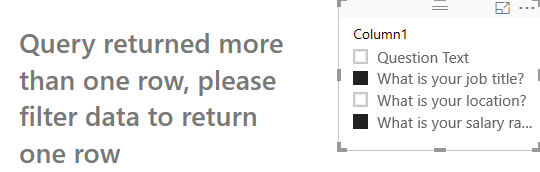 Query returned more
than one row, please
filter data to return
one row
Column1
Question Text
What is your job title?
What is your location?
What is your salary ra...